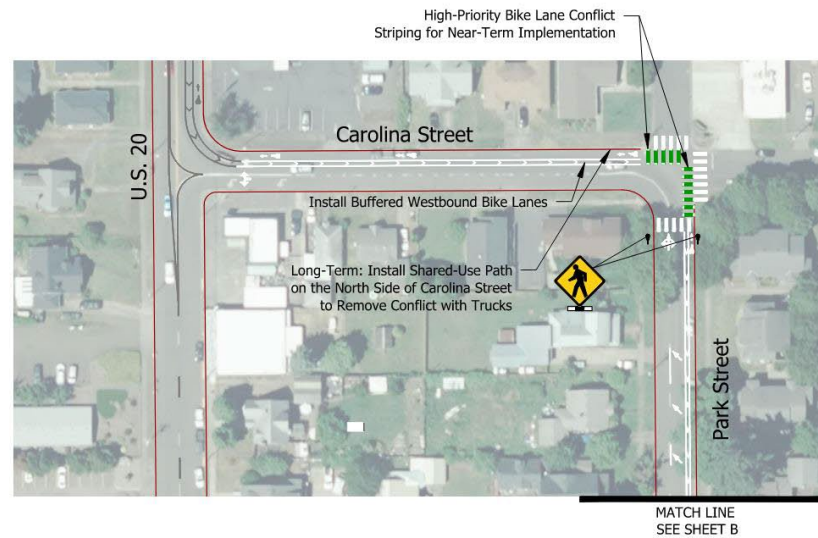 High-Priority Bike Lane Conflict
Striping for Near-Term Implementation
Carolina Street
U.S. 20
Install Buffered Westbound Bike Lanes
Long-Term: Install Shared-Use Path
on the North Side of Carolina Street
to Remove Conflict with Trucks
Park Street
MATCH LINE
SEE SHEET B